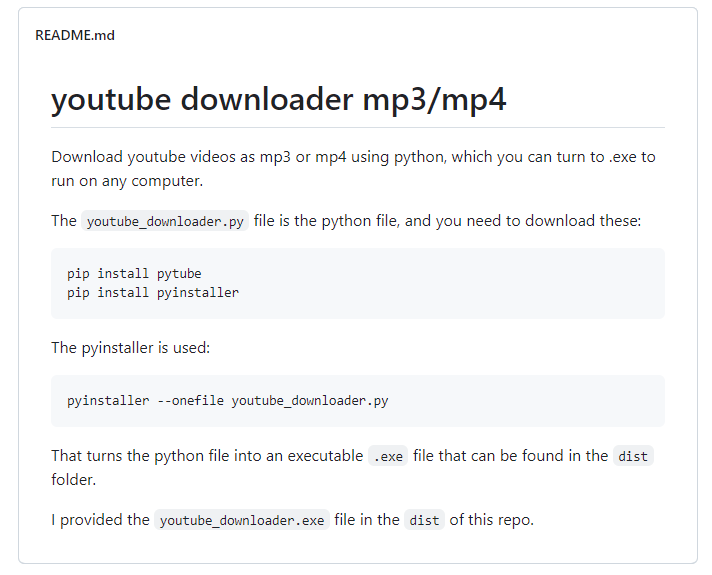 README.md
youtube downloader mp3/mp4
Download youtube videos as mp3 or mp4 using python, which you can turn to .exe to
run on any computer.
The youtube_downloader.py file is the python file, and you need to download these:
pip install pytube
pip install pyinstaller
The pyinstaller is used:
pyinstaller --onefile youtube_downloader.py
That turns the python file into an executable .exe file that can be found in the dist
folder.
I provided the youtube_downloader.exe file in the dist of this repo.